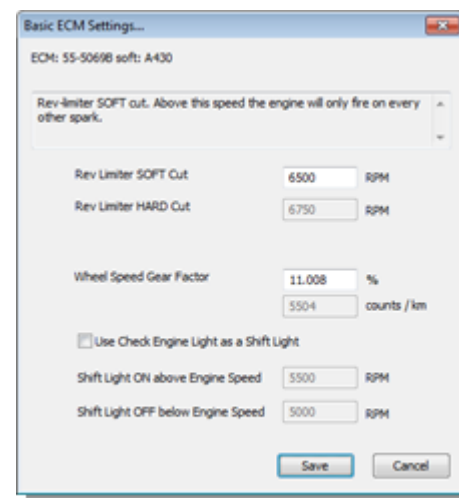 Basic ECM Settings...
ECM: 55-5069B soft: A430
Rev-limiter SOFT cut. Above this speed the engine will only fire on every
other spark.
Rev Limiter SOFT Cut 6500 RPM
Rev Limiter HARD Cut 6750 RPM
Wheel Speed Gear Factor 11.008 %
5504 counts / km
Use Check Engine Light as a Shift Light
Shift Light ON above Engine Speed 5500 RPM
Shift Light OFF below Engine Speed 5000 RPM
Save Cancel